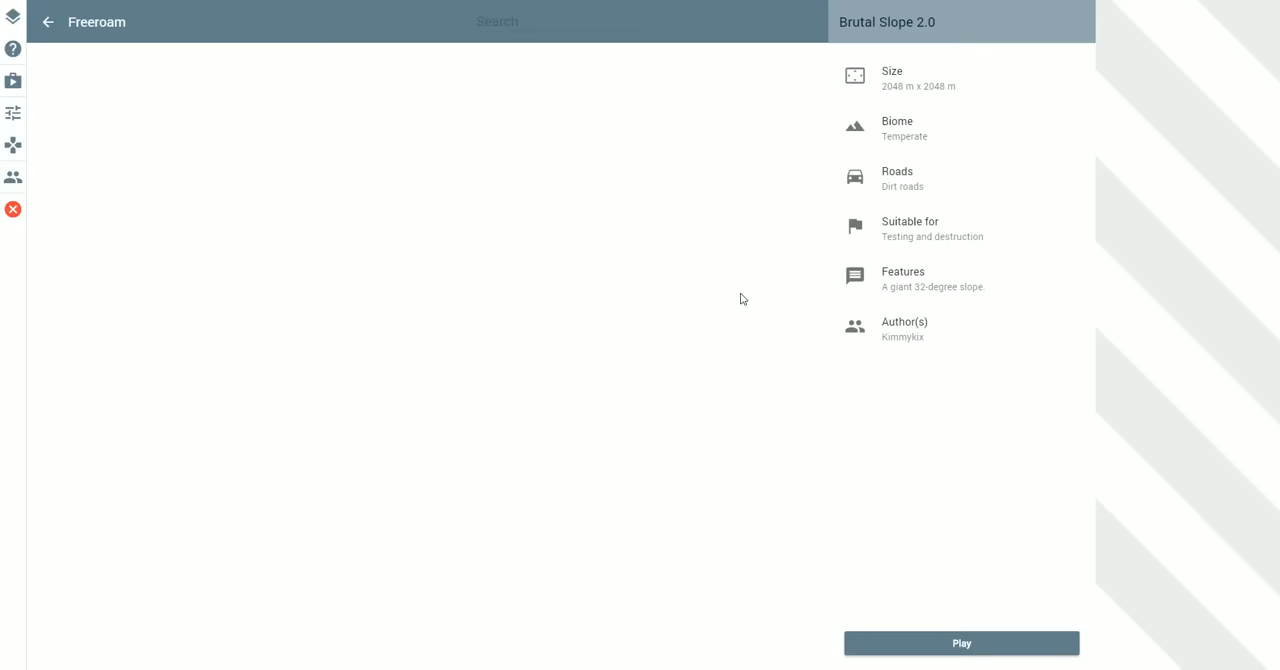 Freeroam
Search
Brutal Slope 2.0
Size
2048 m x 2048 m
Biome
Temperate
Roads
Dirt roads
Suitable for
Testing and destruction
Features
A giant 32-degree slope.
Author(s)
Kimmykix
Play